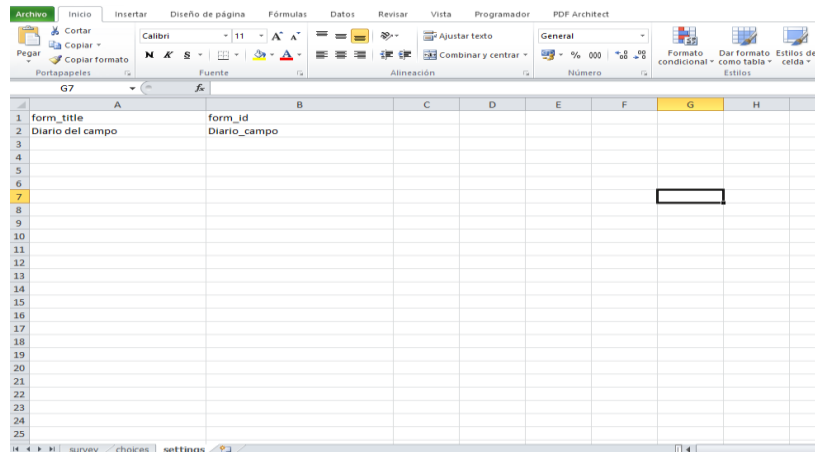 Archivo Inicio Insertar Diseño de página Fórmulas Datos Revisar Vista Programador PDF Architect
Cortar
Copiar
Copiar formato
Pegar
Portapapeles
Calibri 11 A A
N K S A
Fuente
Ajustar texto
Combinar y centrar
Alineación
General
% 000
Número
Formato condicional
Dar formato como tabla
Estilos de celda
Estilos
G7 fx
A B C D E F G H
1 form_title form_id
2 Diario del campo Diario_campo
3
4
5
6
7
8
9
10
11
12
13
14
15
16
17
18
19
20
21
22
23
24
25
survey choices settings